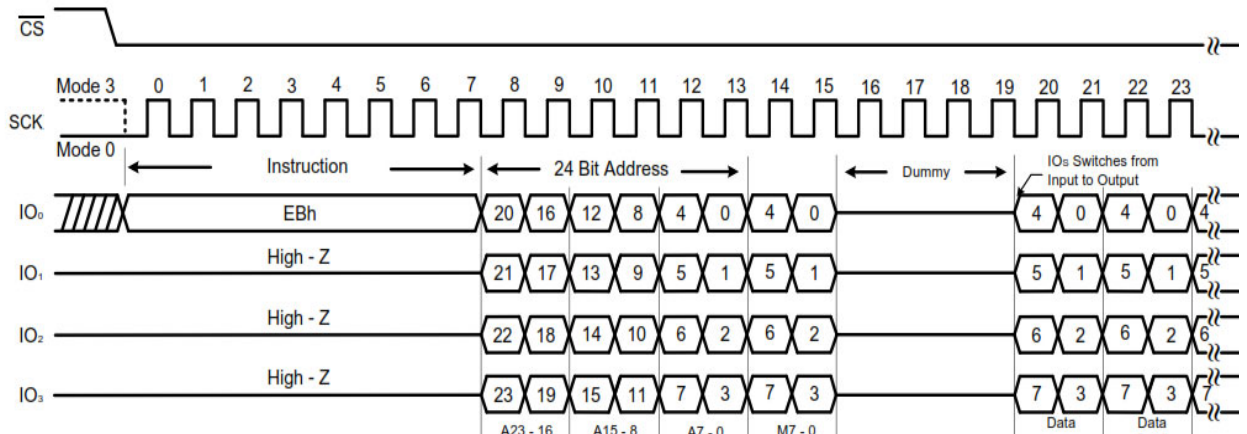 CS
Mode 3 0 1 2 3 4 5 6 7 8 9 10 11 12 13 14 15 16 17 18 19 20 21 22 23
SCK
Mode 0
Instruction 24 Bit Address Dummy IOs Switches from
Input to Output
IO₀ EBh 20 16 12 8 4 0 4 0 4 0 4 0 4
High - Z
IO₁ 21 17 13 9 5 1 5 1 5 1 5 1 5
High - Z
IO₂ 22 18 14 10 6 2 6 2 6 2 6 2 6
High - Z
IO₃ 23 19 15 11 7 3 7 3 7 3 7 3 7
A23 - 16 A15 - 8 A7 - 0 M7 - 0 Data Data